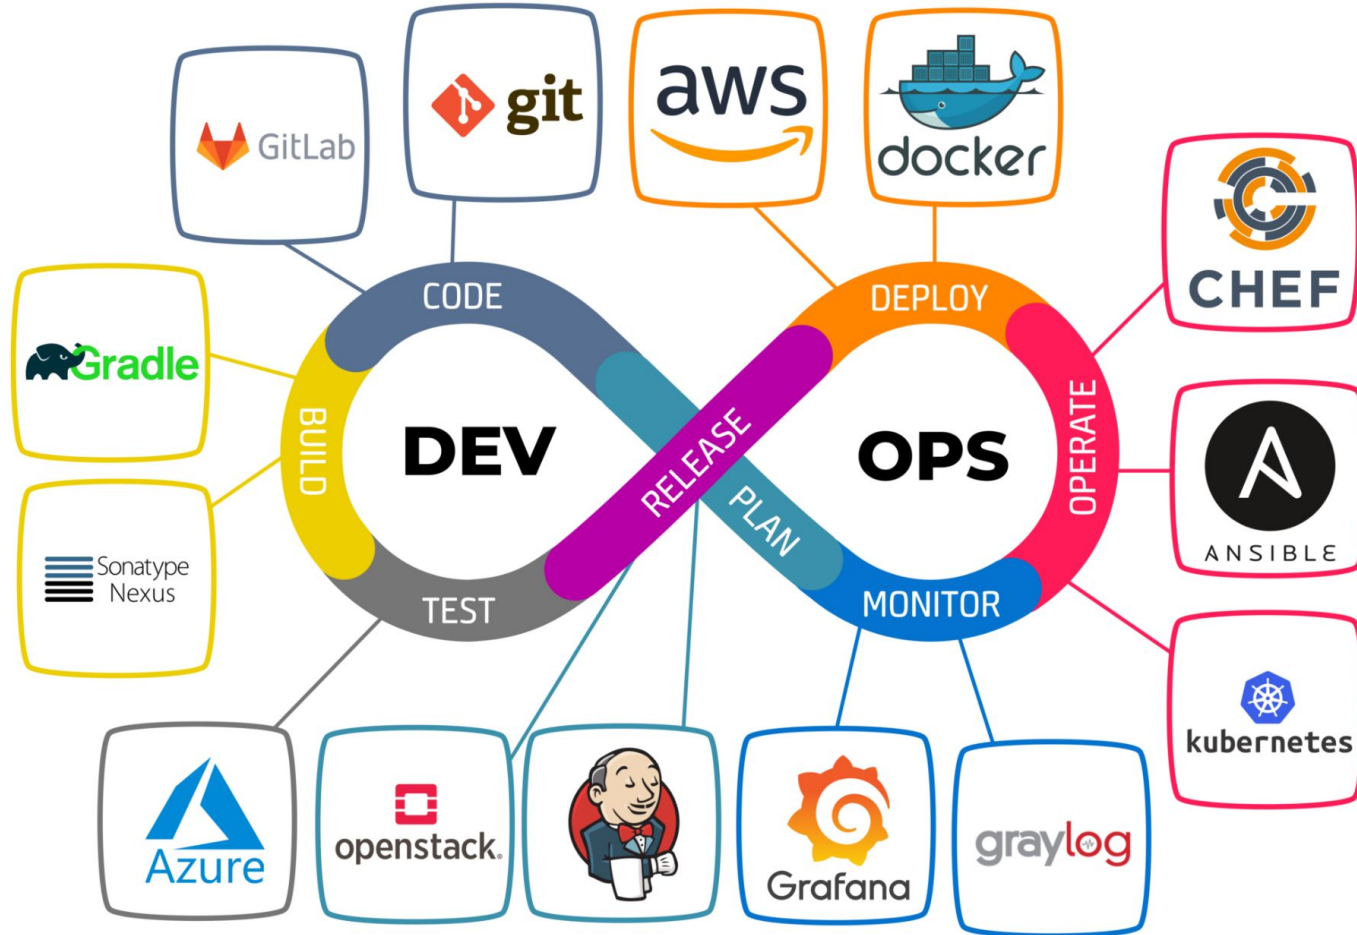 GitLab
git
aws
docker
CHEF
CODE
DEPLOY
Gradle
BUILD
DEV
RELEASE
PLAN
OPS
OPERATE
ANSIBLE
Sonatype
Nexus
TEST
MONITOR
kubernetes
Azure
openstack.
Grafana
graylog